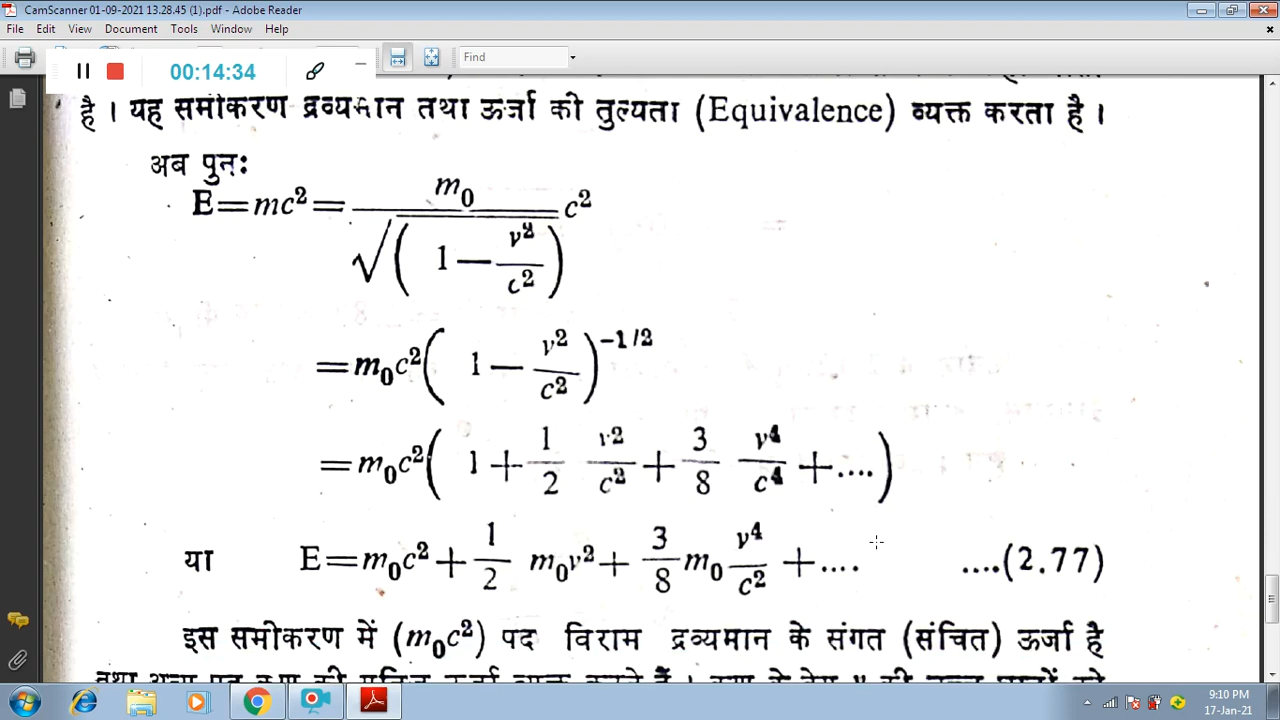 CamScanner 01-09-2021 13.28.45 (1).pdf - Adobe Reader
File Edit View Document Tools Window Help
00:14:34
Find
है । यह समीकरण द्रव्यमान तथा ऊर्जा की तुल्यता (Equivalence) व्यक्त करता है ।
अब पुनः
E=mc²= m₀ / √(1 − v²/c²) c²
=m₀c²( 1 − v²/c² )^−1/2
=m₀c²( 1 + 1/2 v²/c² + 3/8 v⁴/c⁴ + .... )
या E=m₀c² + 1/2 m₀v² + 3/8 m₀ v⁴/c² + .... ....(2.77)
इस समीकरण में (m₀c²) पद विराम द्रव्यमान के संगत (संचित) ऊर्जा है
9:10 PM
17-Jan-21